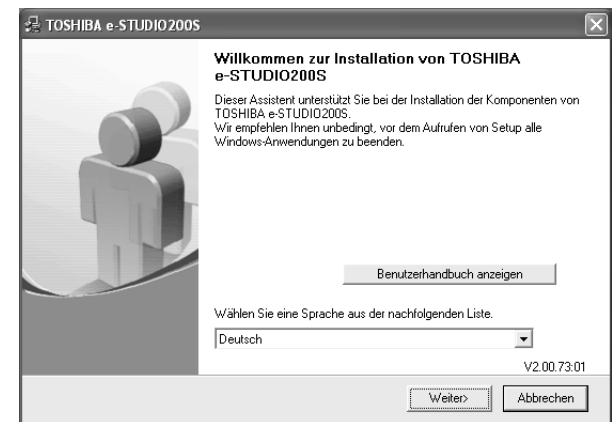 TOSHIBA e-STUDIO200S
Willkommen zur Installation von TOSHIBA
e-STUDIO200S
Dieser Assistent unterstützt Sie bei der Installation der Komponenten von
TOSHIBA e-STUDIO200S.
Wir empfehlen Ihnen unbedingt, vor dem Aufrufen von Setup alle
Windows-Anwendungen zu beenden.
Benutzerhandbuch anzeigen
Wählen Sie eine Sprache aus der nachfolgenden Liste.
Deutsch
V2.00.73:01
Weiter>
Abbrechen